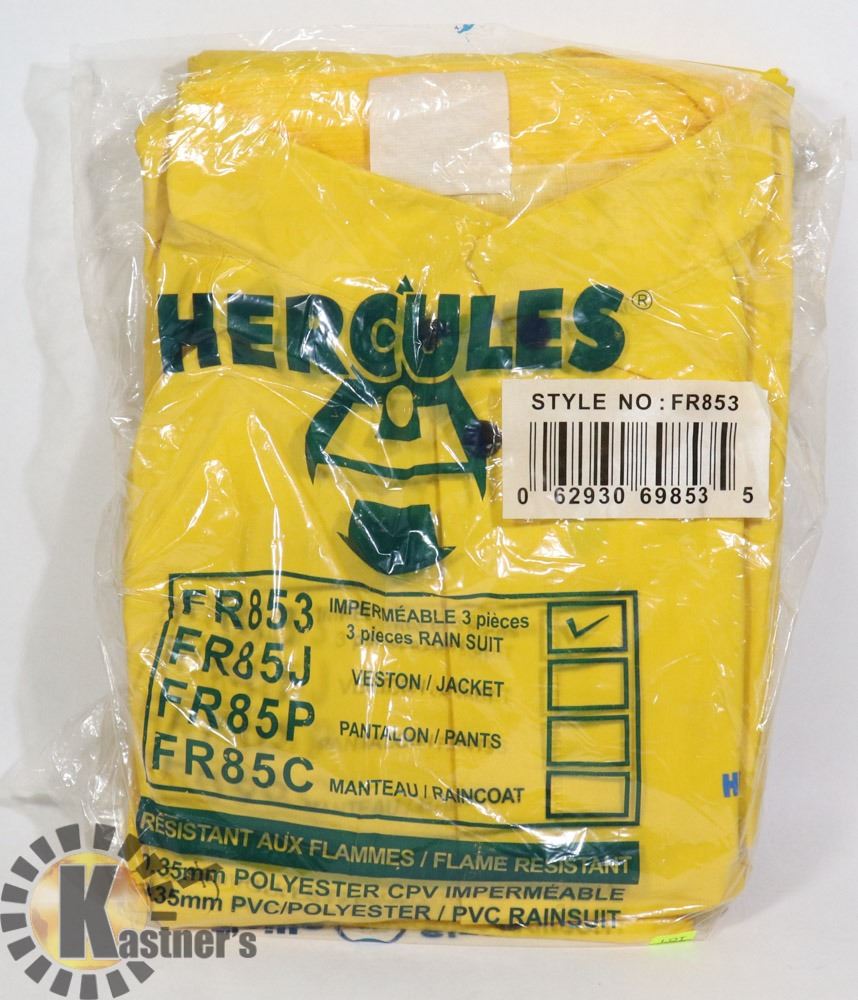 HERCULES®
STYLE NO : FR853
0 62930 69853 5
FR853 IMPERMÉABLE 3 pièces
3 pieces RAIN SUIT
FR85J VESTON / JACKET
FR85P PANTALON / PANTS
FR85C MANTEAU / RAINCOAT
RÉSISTANT AUX FLAMMES / FLAME RESISTANT
.35mm POLYESTER CPV IMPERMÉABLE
.35mm PVC/POLYESTER / PVC RAINSUIT
H
LOT
KASTNER'S